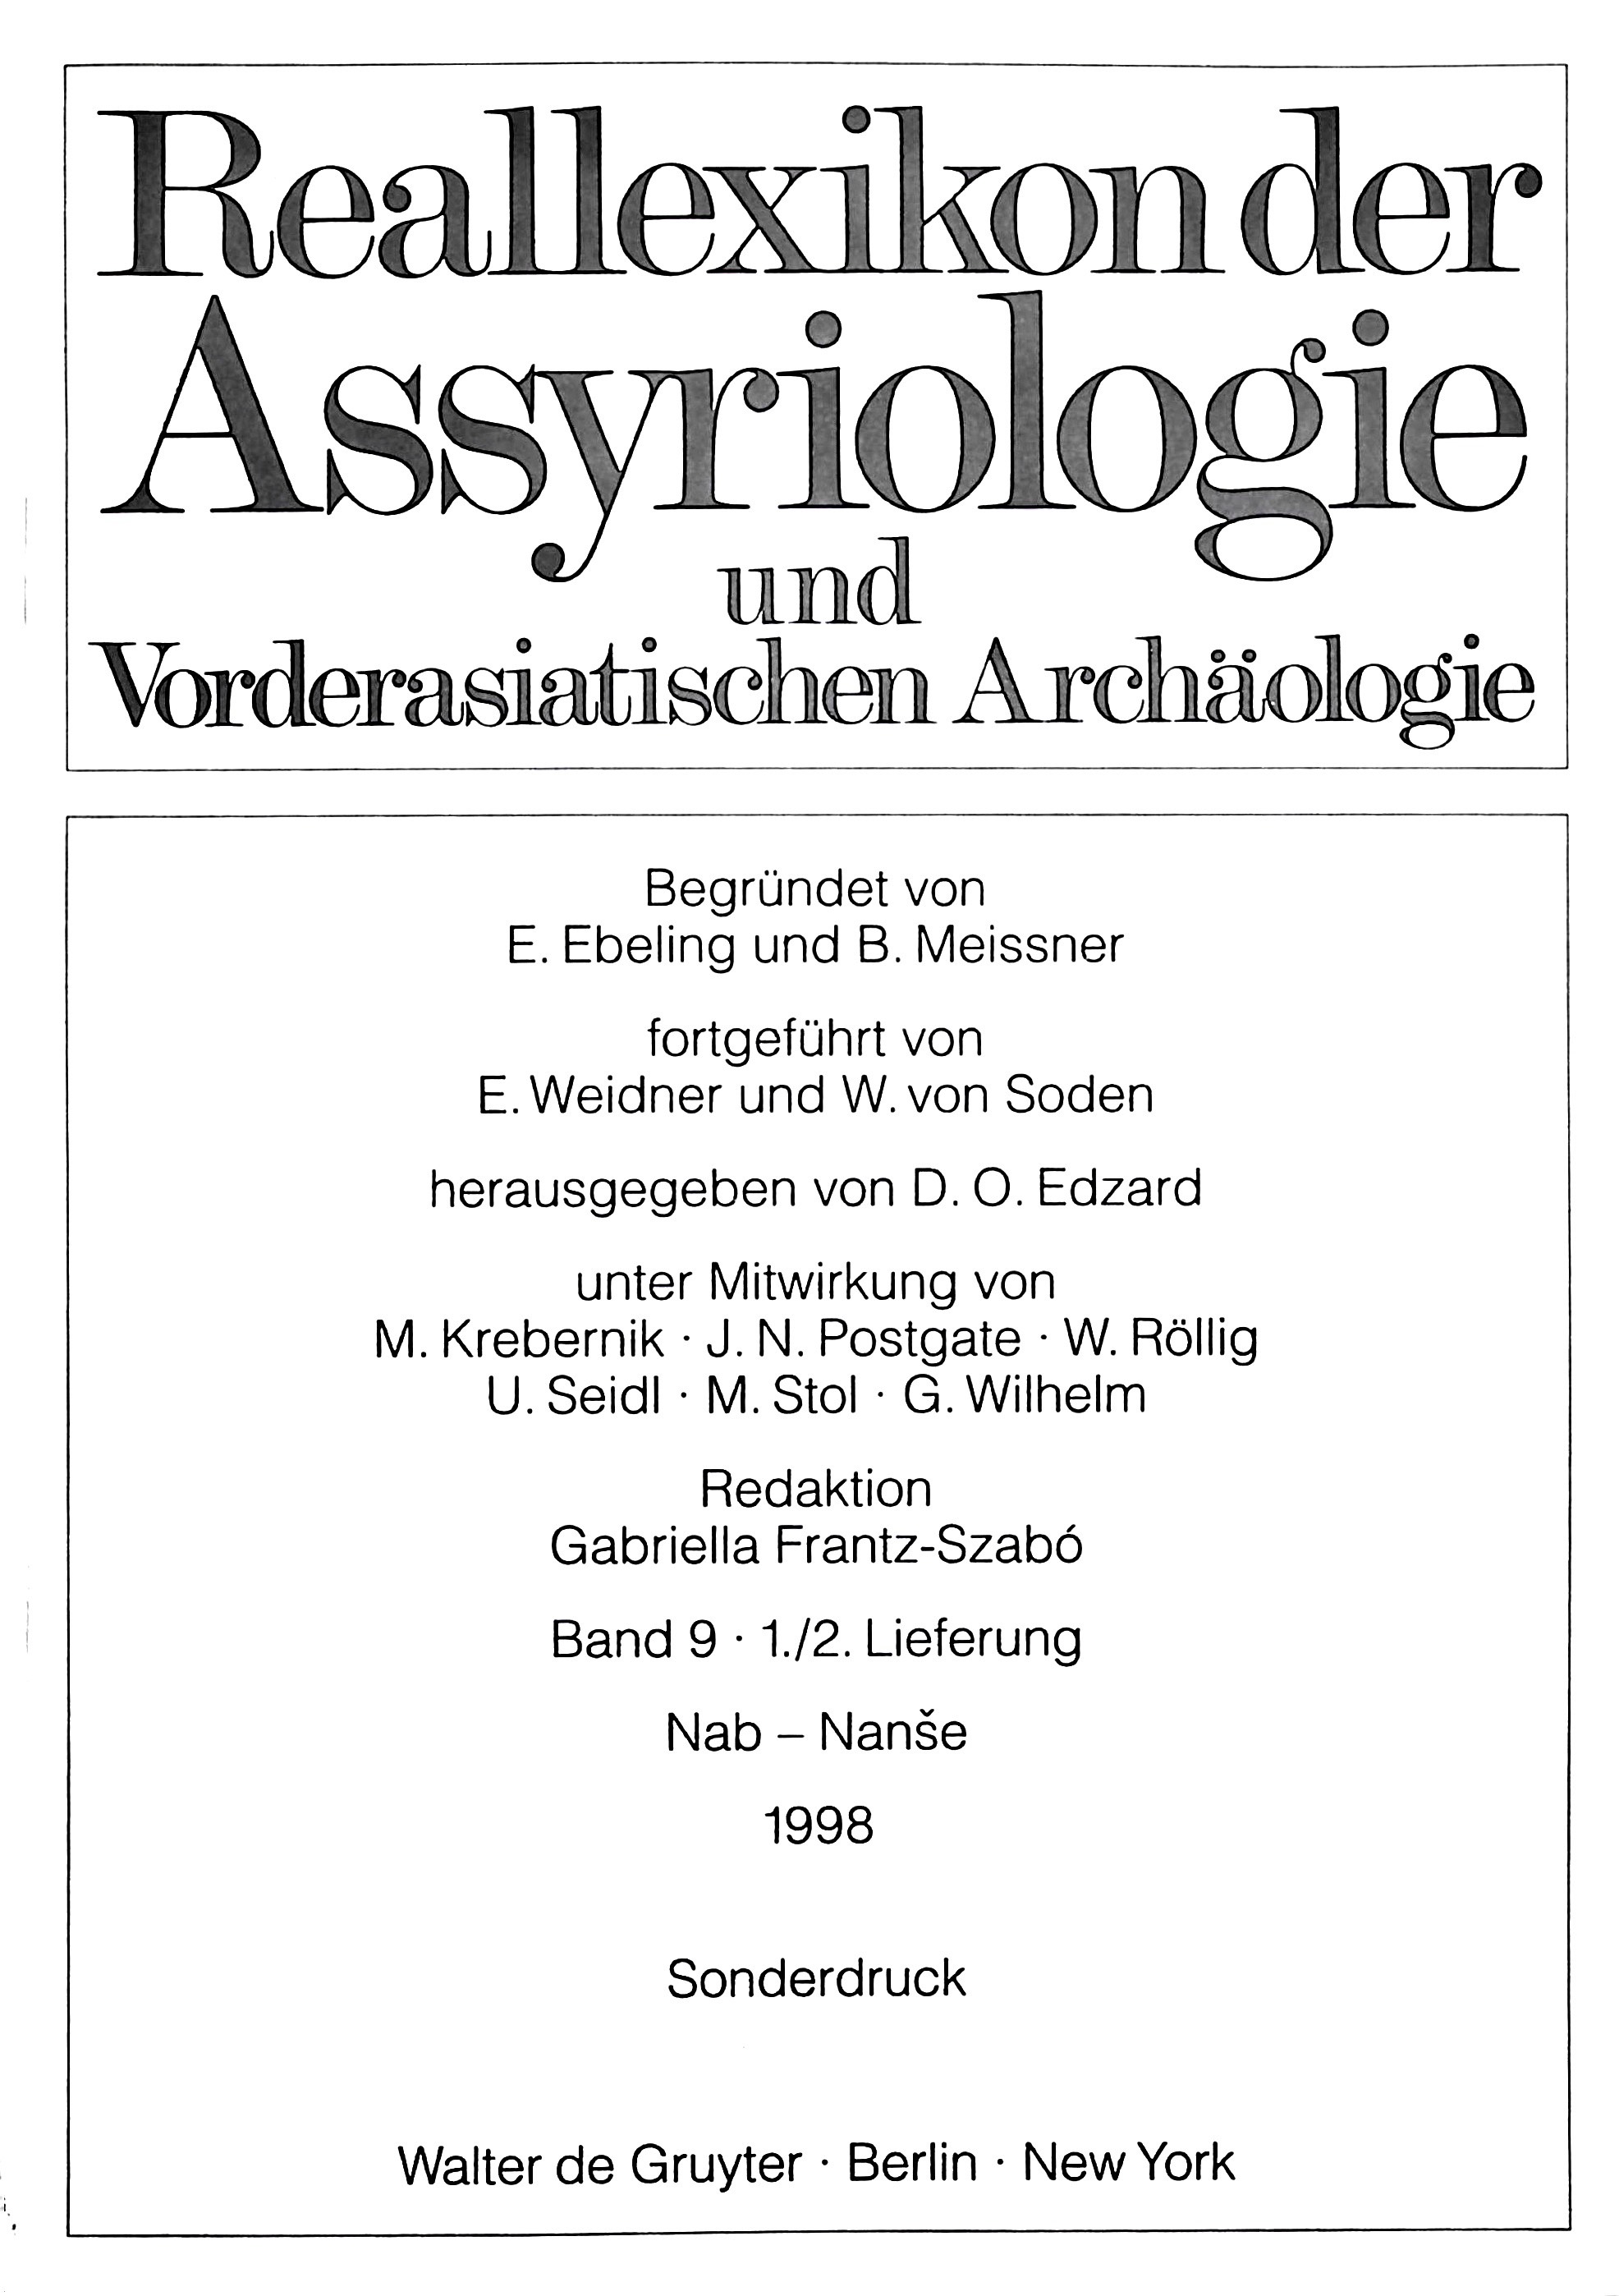 Reallexikon der
Assyriologie
und
Vorderasiatischen Archäologie
Begründet von
E. Ebeling und B. Meissner
fortgeführt von
E. Weidner und W. von Soden
herausgegeben von D. O. Edzard
unter Mitwirkung von
M. Krebernik · J. N. Postgate · W. Röllig
U. Seidl · M. Stol · G. Wilhelm
Redaktion
Gabriella Frantz-Szabó
Band 9 · 1./2. Lieferung
Nab – Nanše
1998
Sonderdruck
Walter de Gruyter · Berlin · New York